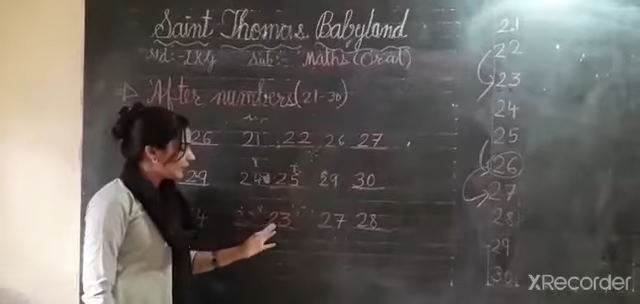 Saint Thomas Babyland
Std:- LKG Sub:- Maths (Oral)
After numbers (21-30)
26 21 22 26 27
29 24 25 29 30
4 23 27 28
21
22
23
24
25
26
27
28
29
30
XRecorder